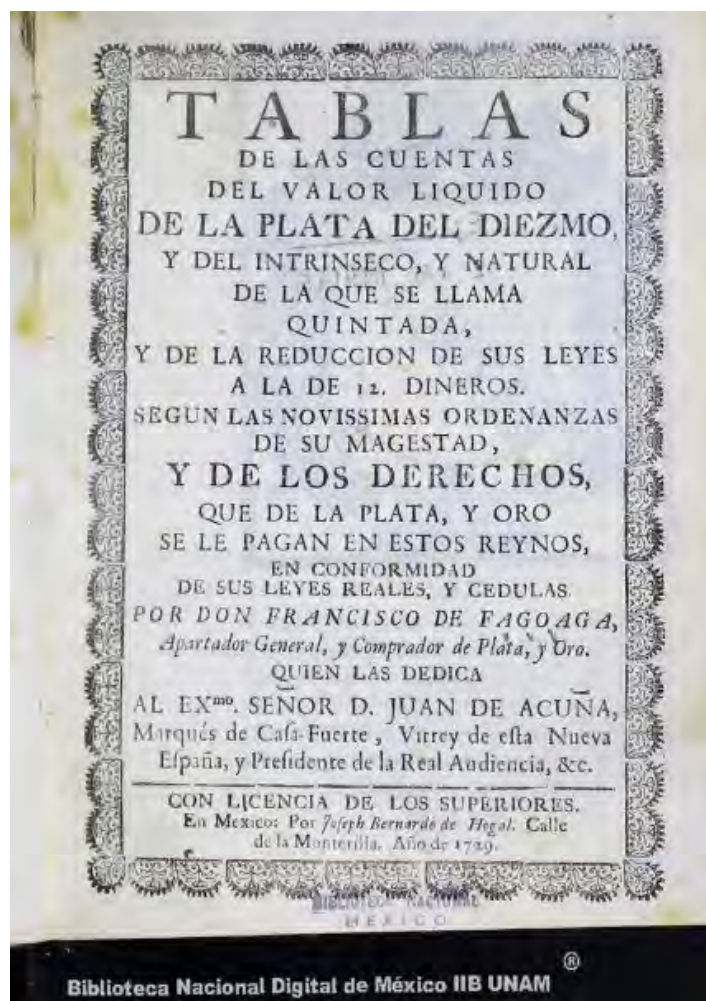 TABLAS
DE LAS CUENTAS
DEL VALOR LIQUIDO
DE LA PLATA DEL DIEZMO,
Y DEL INTRINSECO, Y NATURAL
DE LA QUE SE LLAMA
QUINTADA,
Y DE LA REDUCCION DE SUS LEYES
A LA DE 12. DINEROS.
SEGUN LAS NOVISSIMAS ORDENANZAS
DE SU MAGESTAD,
Y DE LOS DERECHOS,
QUE DE LA PLATA, Y ORO
SE LE PAGAN EN ESTOS REYNOS,
EN CONFORMIDAD
DE SUS LEYES REALES, Y CEDULAS.
POR DON FRANCISCO DE FAGOAGA,
Apartador General, y Comprador de Plata, y Oro.
QUIEN LAS DEDICA
AL EXmo. SEÑOR D. JUAN DE ACUÑA,
Marqués de Caſa-Fuerte, Virrey de eſta Nueva
Eſpaña, y Preſidente de la Real Audiencia, &c.
CON LICENCIA DE LOS SUPERIORES.
En Mexico: Por Joſeph Bernardo de Hogal. Calle
de la Monterilla. Año de 1729.
BIBLIOTECA NACIONAL
MEXICO
®
Biblioteca Nacional Digital de México IIB UNAM